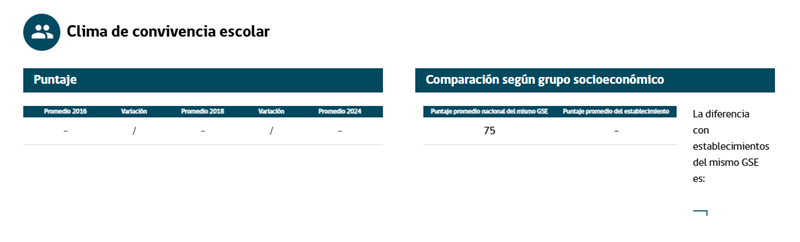 Clima de convivencia escolar
Puntaje
Promedio 2016 Variación Promedio 2018 Variación Promedio 2024
– / – / –
Comparación según grupo socioeconómico
Puntaje promedio nacional del mismo GSE Puntaje promedio del establecimiento
75 –
La diferencia
con
establecimientos
del mismo GSE
es: